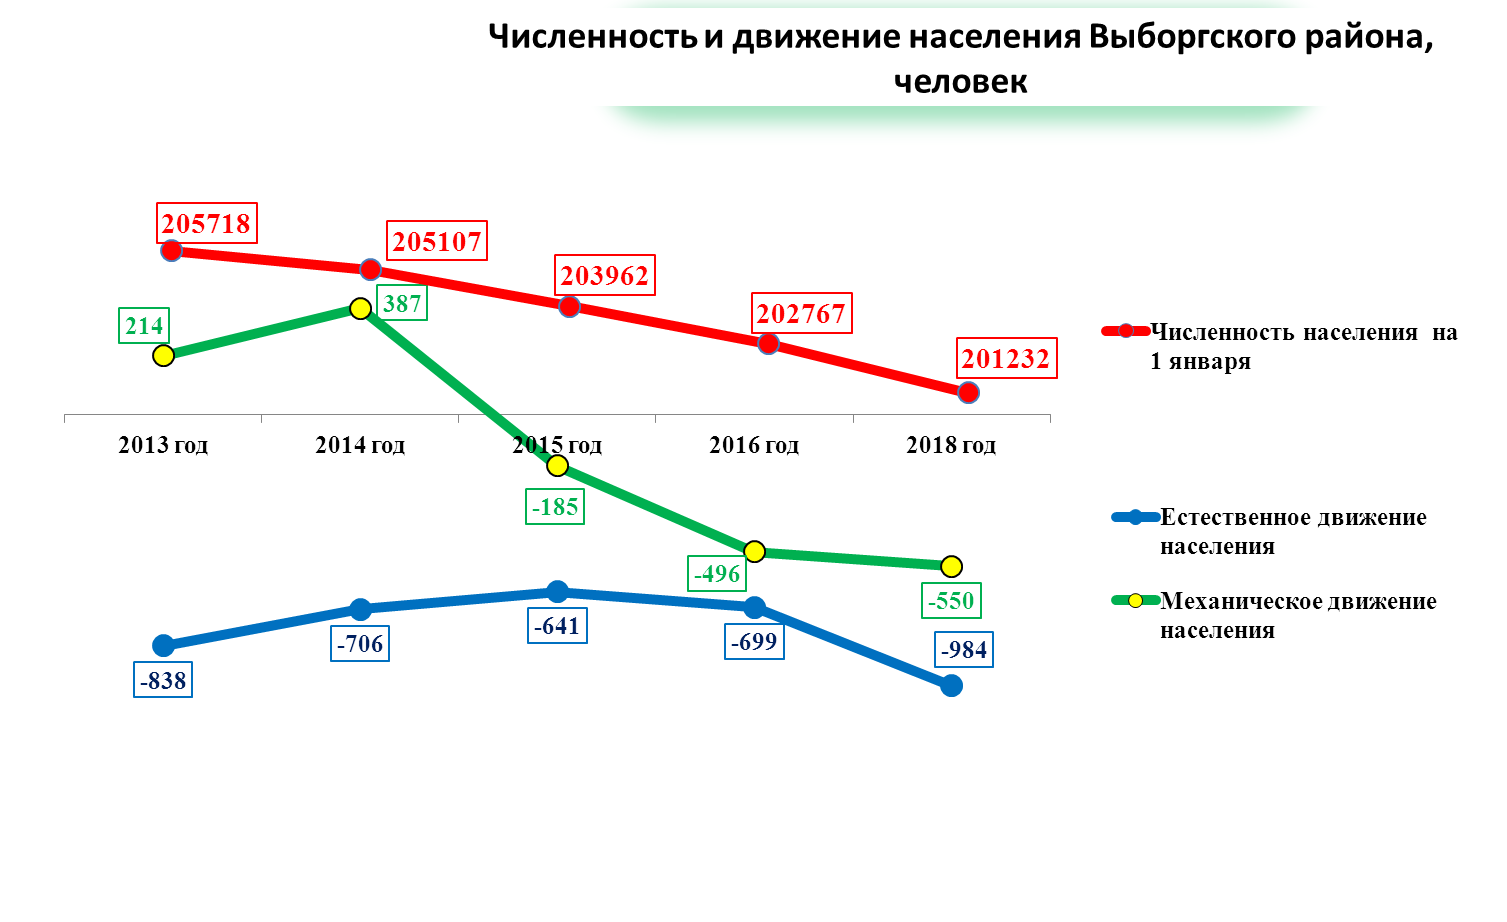 Численность и движение населения Выборгского района,
человек
205718
205107
203962
202767
201232
214
387
-185
-496
-550
2013 год
2014 год
2015 год
2016 год
2018 год
-838
-706
-641
-699
-984
Численность населения на
1 января
Естественное движение
населения
Механическое движение
населения